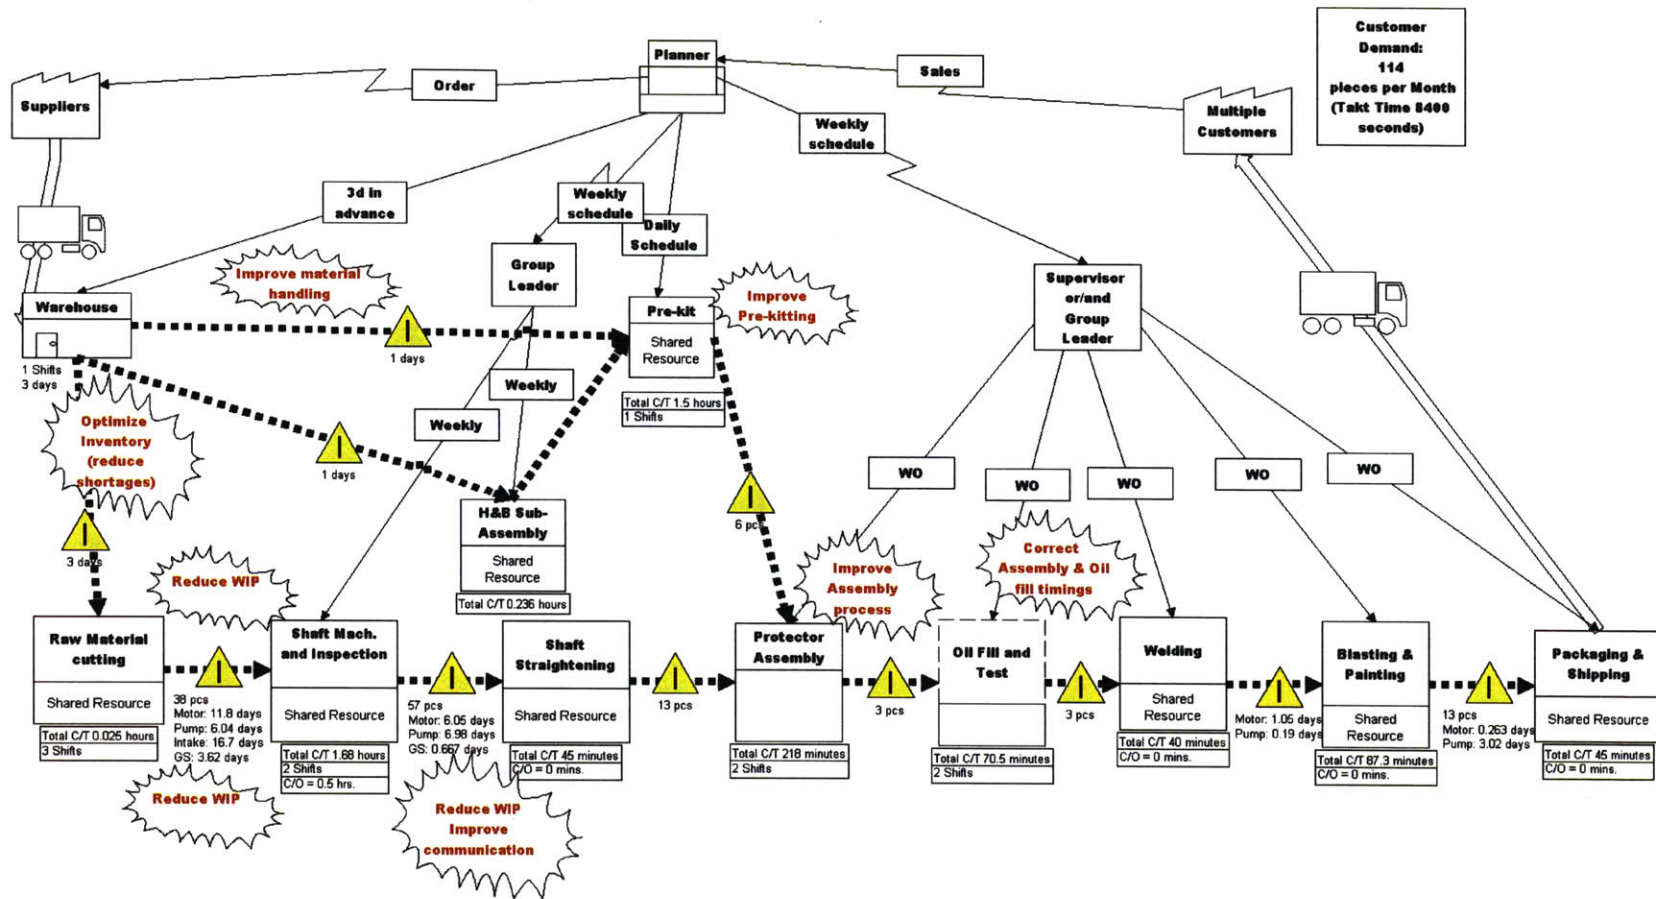 Customer
Demand:
114
pieces per Month
(Takt Time 8400
seconds)
Planner
Order
Sales
Suppliers
Multiple
Customers
Weekly
schedule
3d in
advance
Weekly
schedule
Daily
Schedule
Group
Leader
Supervisor
or/and
Group
Leader
Improve material
handling
Warehouse
1 Shifts
3 days
1 days
Pre-kit
Shared
Resource
Total C/T 1.5 hours
1 Shifts
Improve
Pre-kitting
Optimize
Inventory
(reduce
shortages)
1 days
Weekly
Weekly
3 days
H&B Sub-
Assembly
Shared
Resource
Total C/T 0.236 hours
6 pcs
WO
WO
WO
WO
WO
Reduce WIP
Improve
Assembly
process
Correct
Assembly & Oil
fill timings
Raw Material
cutting
Shared Resource
Total C/T 0.025 hours
3 Shifts
38 pcs
Motor: 11.8 days
Pump: 6.04 days
Intake: 16.7 days
GS: 3.62 days
Reduce WIP
Shaft Mach.
and Inspection
Shared Resource
Total C/T 1.68 hours
2 Shifts
C/O = 0.5 hrs.
57 pcs
Motor: 6.05 days
Pump: 6.98 days
GS: 0.667 days
Reduce WIP
Improve
communication
Shaft
Straightening
Shared Resource
Total C/T 45 minutes
C/O = 0 mins.
13 pcs
Protector
Assembly
Total C/T 218 minutes
2 Shifts
3 pcs
Oil Fill and
Test
Total C/T 70.5 minutes
2 Shifts
3 pcs
Welding
Shared
Resource
Total C/T 40 minutes
C/O = 0 mins.
Motor: 1.05 days
Pump: 0.19 days
Blasting &
Painting
Shared
Resource
Total C/T 87.3 minutes
C/O = 0 mins.
13 pcs
Motor: 0.263 days
Pump: 3.02 days
Packaging &
Shipping
Shared Resource
Total C/T 45 minutes
C/O = 0 mins.